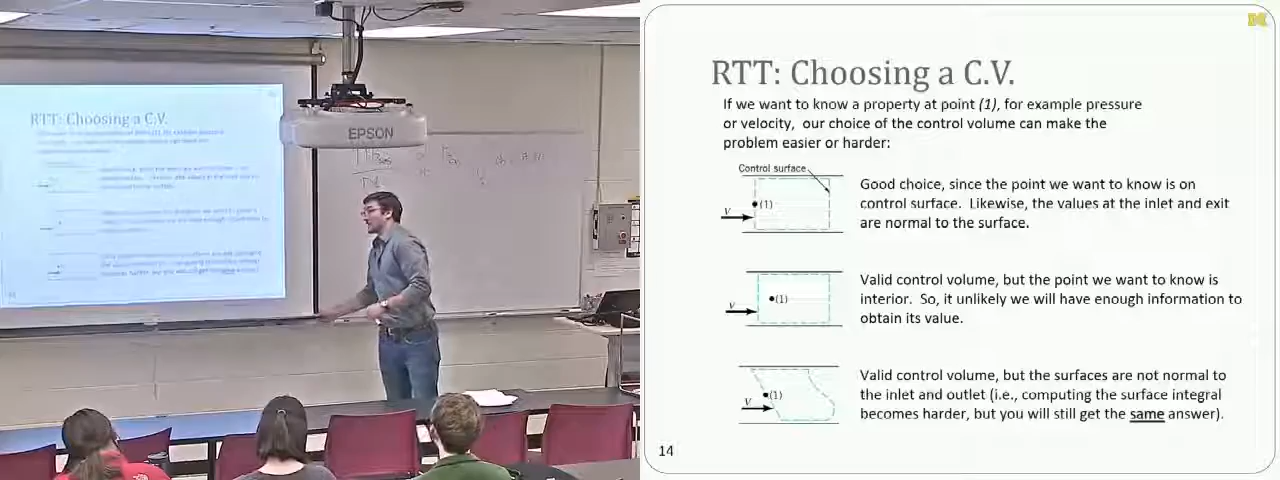 RTT: Choosing a C.V.
EPSON
RTT: Choosing a C.V.
If we want to know a property at point (1), for example pressure
or velocity, our choice of the control volume can make the
problem easier or harder:
Control surface
V
(1)
Good choice, since the point we want to know is on
control surface. Likewise, the values at the inlet and exit
are normal to the surface.
V
(1)
Valid control volume, but the point we want to know is
interior. So, it unlikely we will have enough information to
obtain its value.
V
(1)
Valid control volume, but the surfaces are not normal to
the inlet and outlet (i.e., computing the surface integral
becomes harder, but you will still get the same answer).
14
M